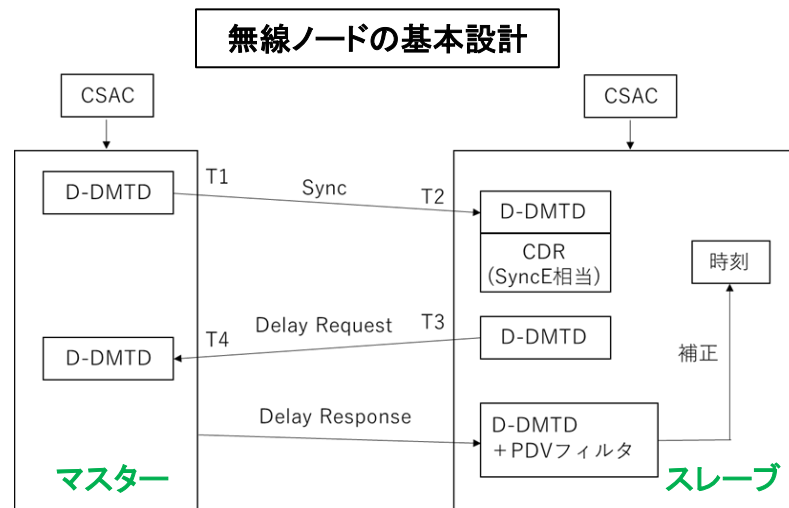 無線ノードの基本設計
CSAC
CSAC
D-DMTD
T1
Sync
T2
D-DMTD
CDR
(SyncE相当)
時刻
D-DMTD
T4
Delay Request
T3
D-DMTD
補正
Delay Response
D-DMTD
+PDVフィルタ
マスター
スレーブ